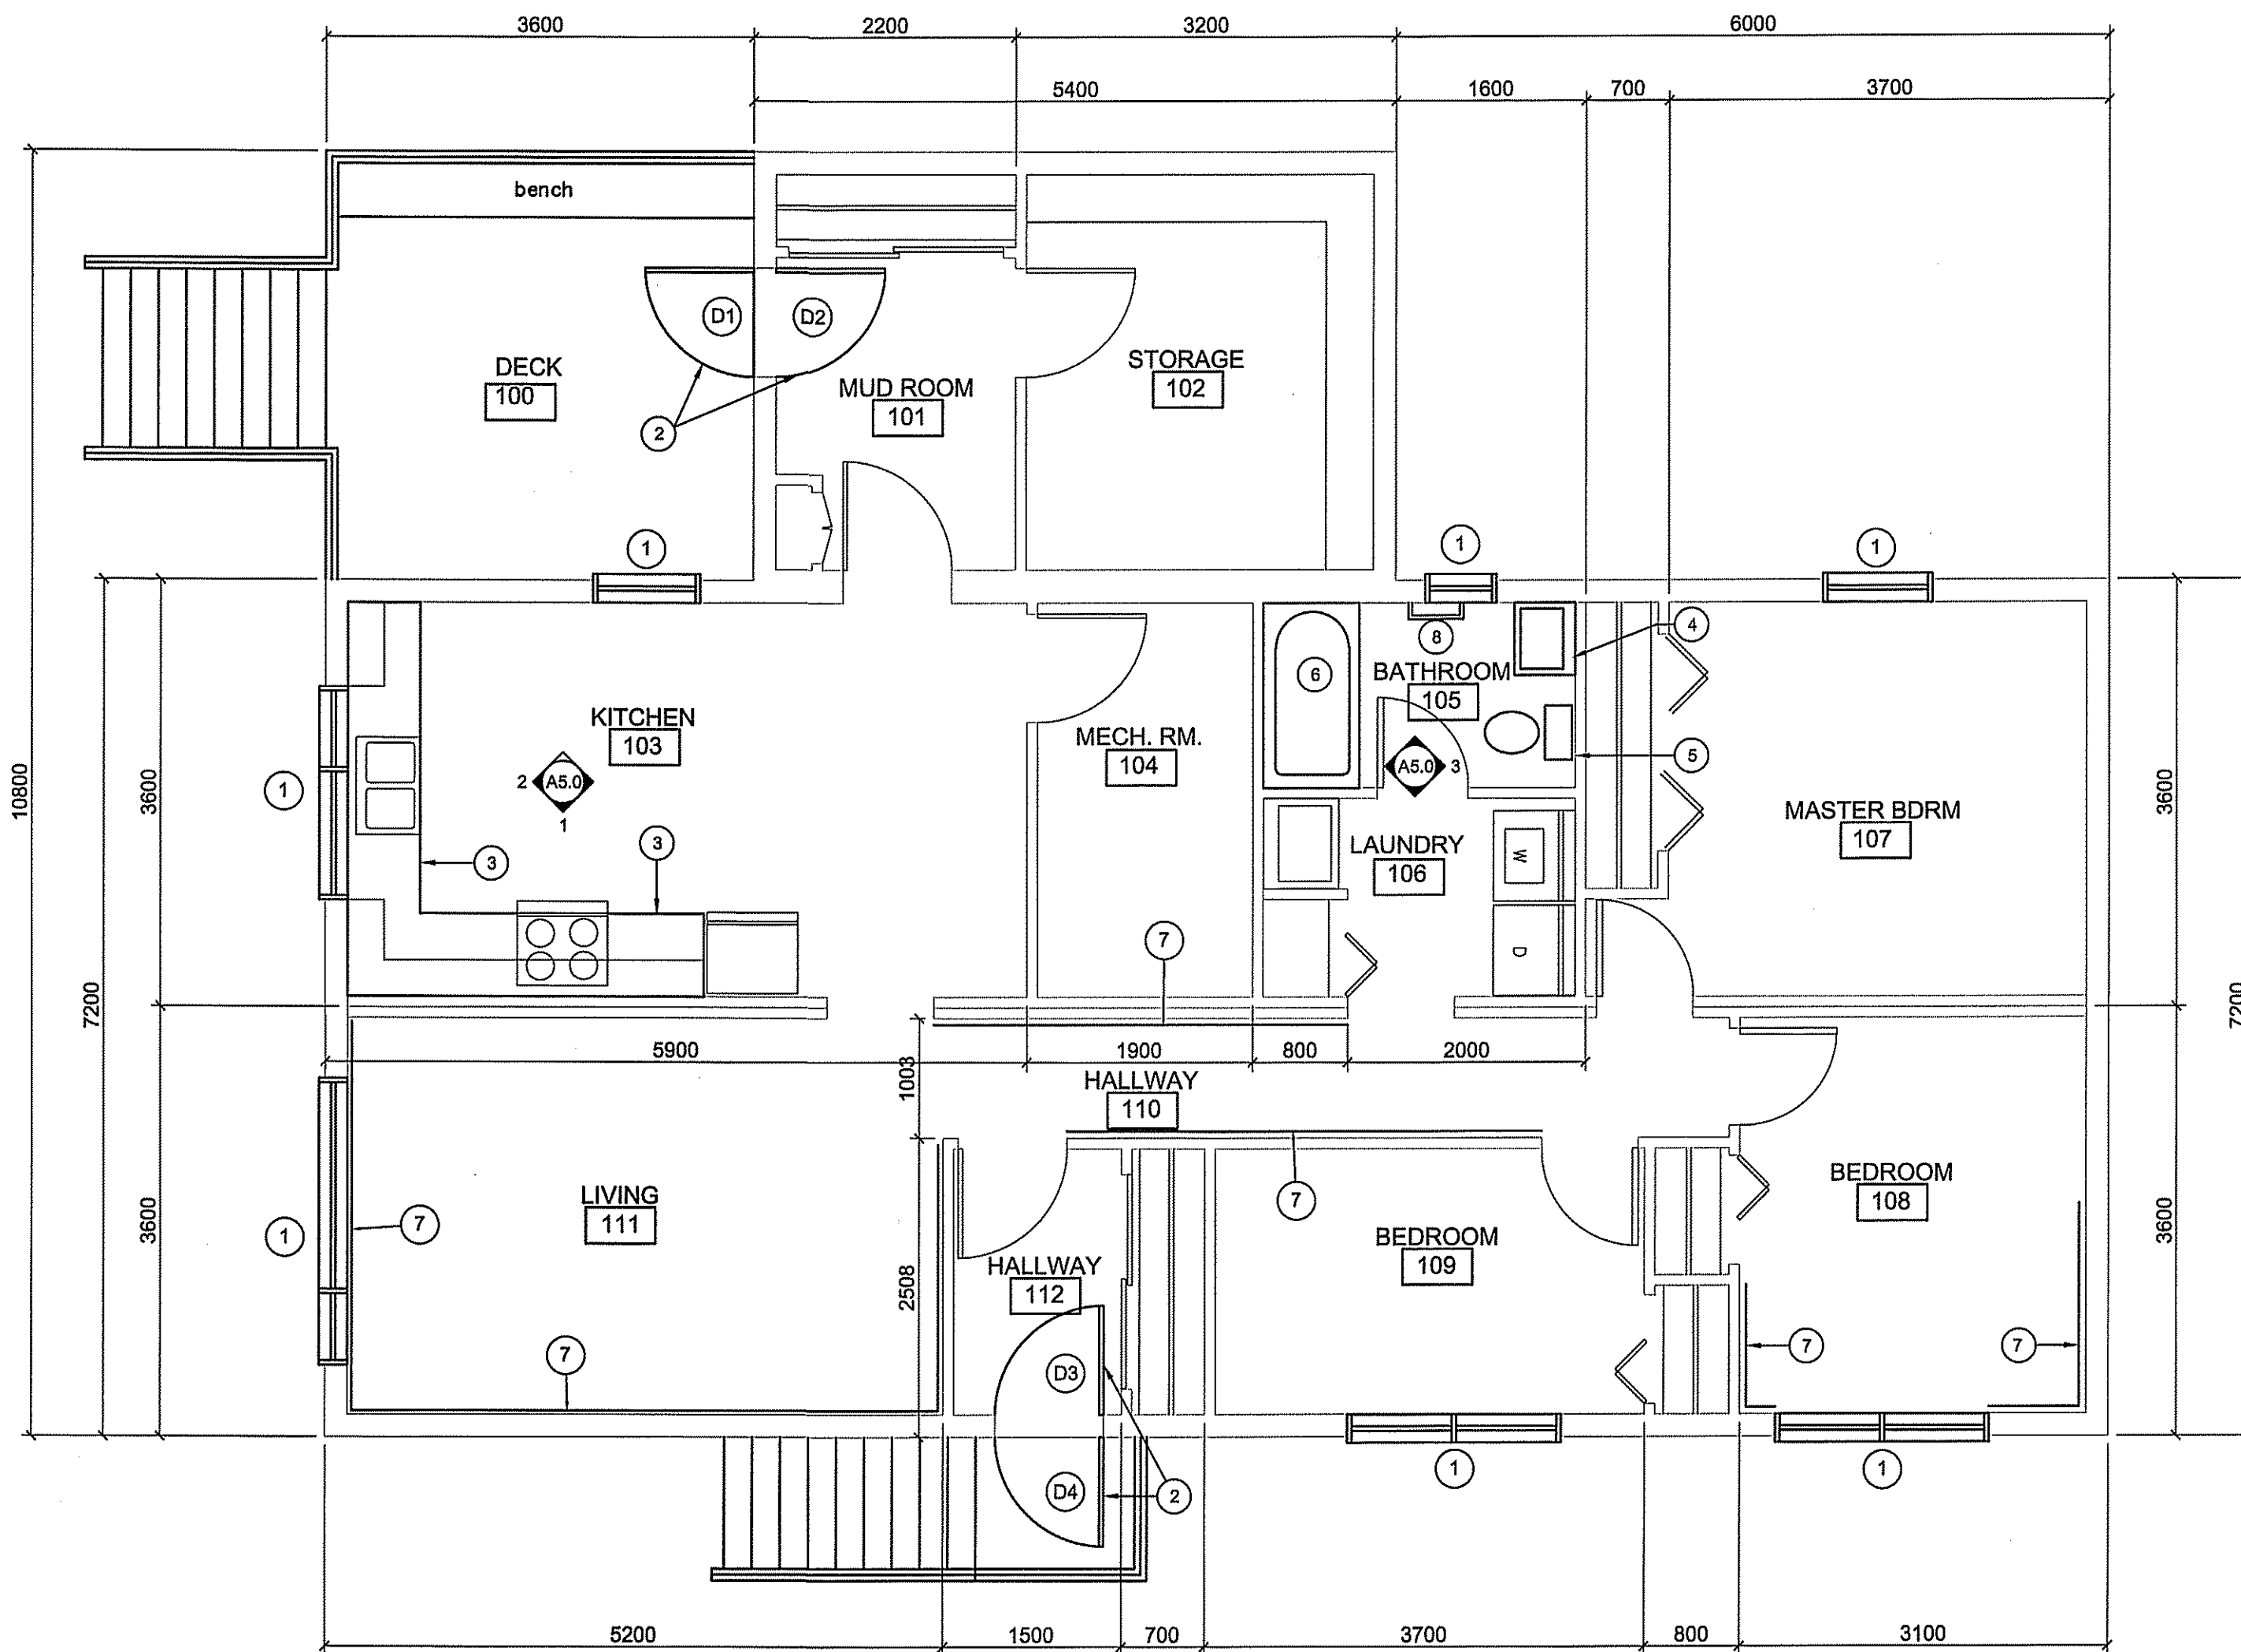 3600 2200 3200 6000
5400 1600 700 3700
bench
D1 D2
DECK
100
2
MUD ROOM
101
STORAGE
102
1 1 1
8
4
6
BATHROOM
105
KITCHEN
103
MECH. RM.
104
5
2 A5.0
1
A5.0 3
1
3600
10800
MASTER BDRM
107
3600
3 3
LAUNDRY
106
W
7
D
7200
7200
5900 1900 800 2000
1003
HALLWAY
110
LIVING
111
7
7
BEDROOM
108
3600
1
3600
BEDROOM
109
HALLWAY
112
2508
7
D3
7 7
D4
2
1 1
5200 1500 700 3700 800 3100